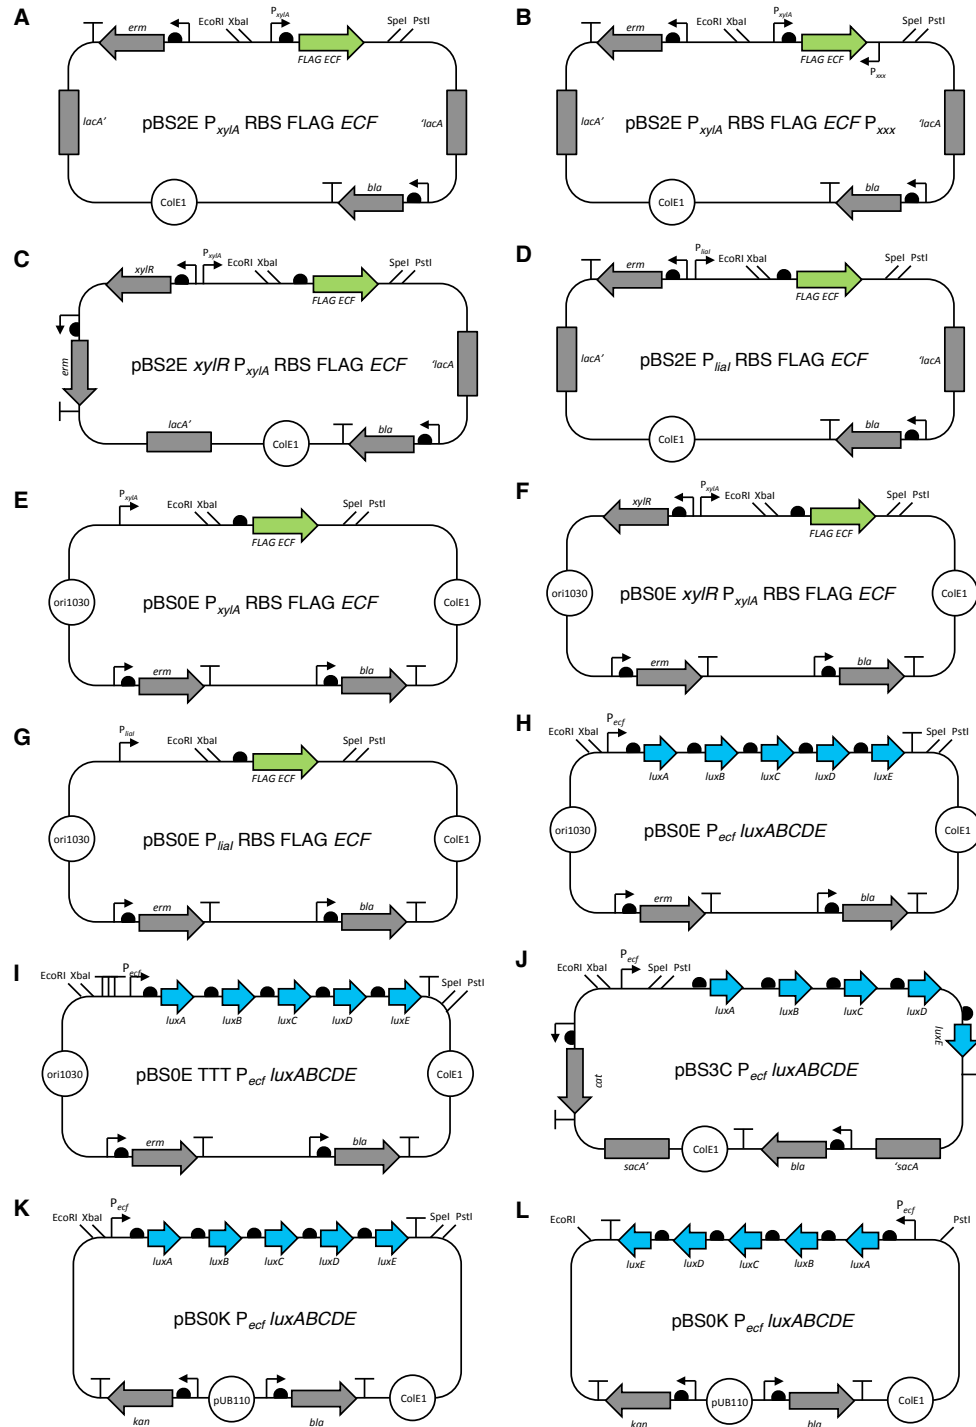 A
erm
EcoRI XbaI
PxylA
FLAG ECF
SpeI PstI
lacA'
pBS2E PxylA RBS FLAG ECF
'lacA
ColE1
bla
B
erm
EcoRI XbaI
PxylA
FLAG ECF
Pxxx
SpeI PstI
lacA'
pBS2E PxylA RBS FLAG ECF Pxxx
'lacA
ColE1
bla
C
xylR
PxylA
EcoRI XbaI
FLAG ECF
SpeI PstI
erm
pBS2E xylR PxylA RBS FLAG ECF
'lacA
lacA'
ColE1
bla
D
erm
PliaI
EcoRI XbaI
FLAG ECF
SpeI PstI
lacA'
pBS2E PliaI RBS FLAG ECF
'lacA
ColE1
bla
E
PxylA
EcoRI XbaI
FLAG ECF
SpeI PstI
ori1030
pBS0E PxylA RBS FLAG ECF
ColE1
erm
bla
F
xylR
PxylA
EcoRI XbaI
FLAG ECF
SpeI PstI
ori1030
pBS0E xylR PxylA RBS FLAG ECF
ColE1
erm
bla
G
PliaI
EcoRI XbaI
FLAG ECF
SpeI PstI
ori1030
pBS0E PliaI RBS FLAG ECF
ColE1
erm
bla
H
EcoRI XbaI
Pecf
luxA
luxB
luxC
luxD
luxE
SpeI PstI
ori1030
pBS0E Pecf luxABCDE
ColE1
erm
bla
I
EcoRI XbaI
Pecf
luxA
luxB
luxC
luxD
luxE
SpeI PstI
ori1030
pBS0E TTT Pecf luxABCDE
ColE1
erm
bla
J
EcoRI XbaI
Pecf
SpeI PstI
luxA
luxB
luxC
luxD
luxE
cat
pBS3C Pecf luxABCDE
sacA'
ColE1
bla
'sacA
K
EcoRI XbaI
Pecf
luxA
luxB
luxC
luxD
luxE
SpeI PstI
pBS0K Pecf luxABCDE
kan
pUB110
bla
ColE1
L
EcoRI
luxE
luxD
luxC
luxB
luxA
Pecf
PstI
pBS0K Pecf luxABCDE
kan
pUB110
bla
ColE1